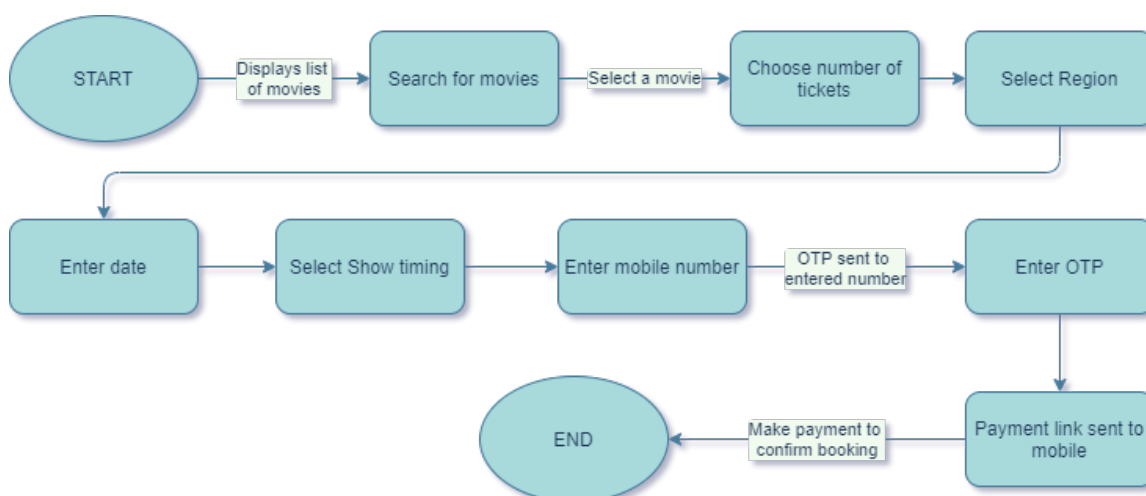 START
Displays list
of movies
Search for movies
Select a movie
Choose number of
tickets
Select Region
Enter date
Select Show timing
Enter mobile number
OTP sent to
entered number
Enter OTP
Payment link sent to
mobile
Make payment to
confirm booking
END